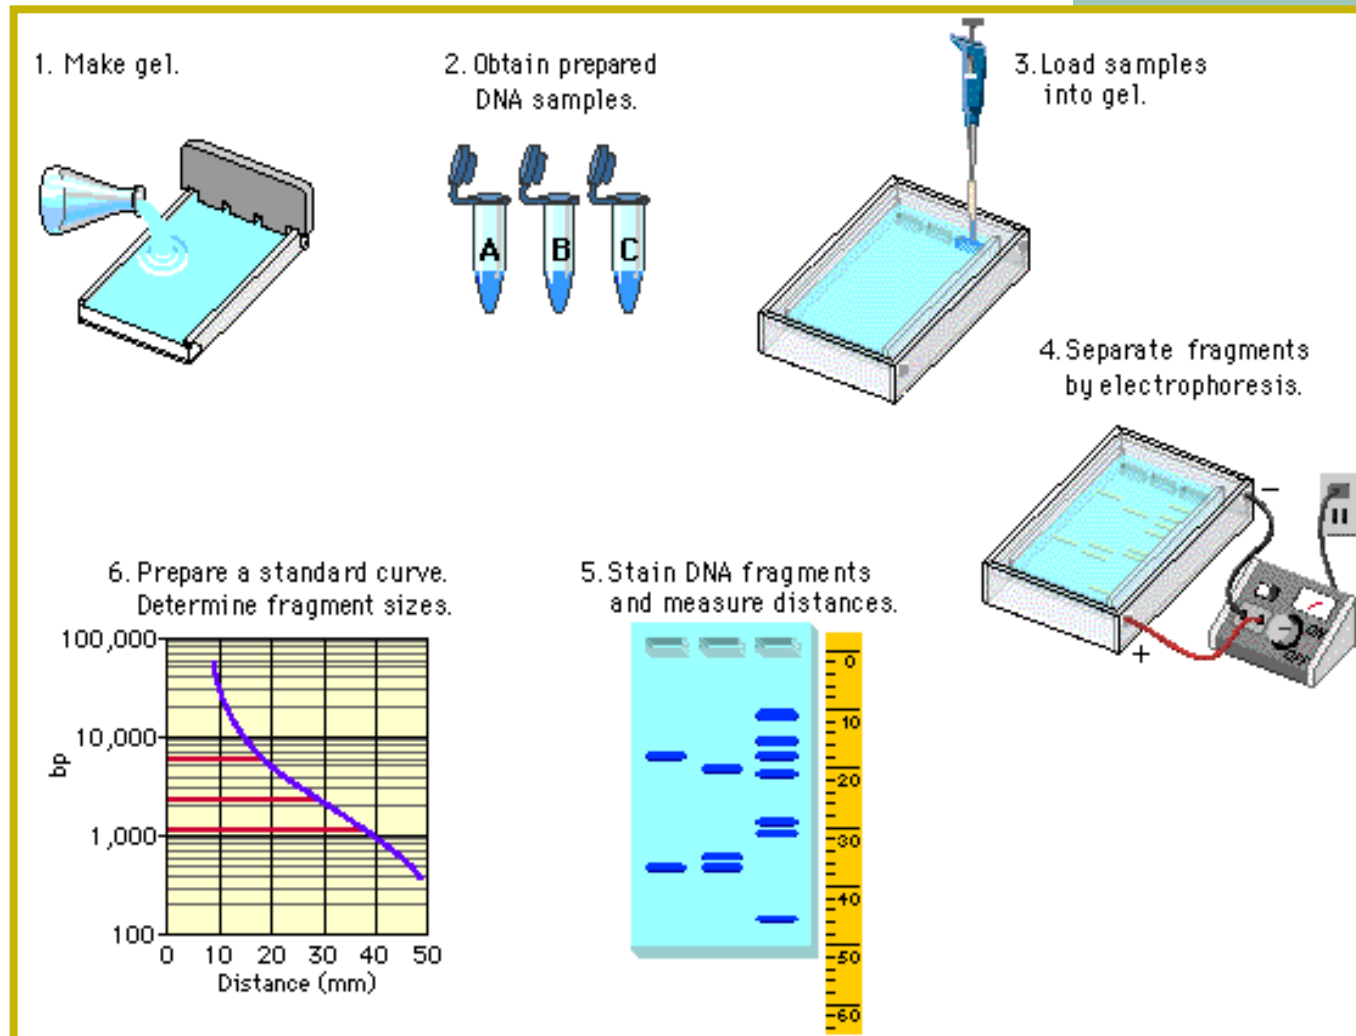 1. Make gel.
2. Obtain prepared
DNA samples.
A B C
3. Load samples
into gel.
4. Separate fragments
by electrophoresis.
−
+
ON
OFF
5. Stain DNA fragments
and measure distances.
0
10
20
30
40
50
60
6. Prepare a standard curve.
Determine fragment sizes.
100,000
10,000
bp
1,000
100
0 10 20 30 40 50
Distance (mm)